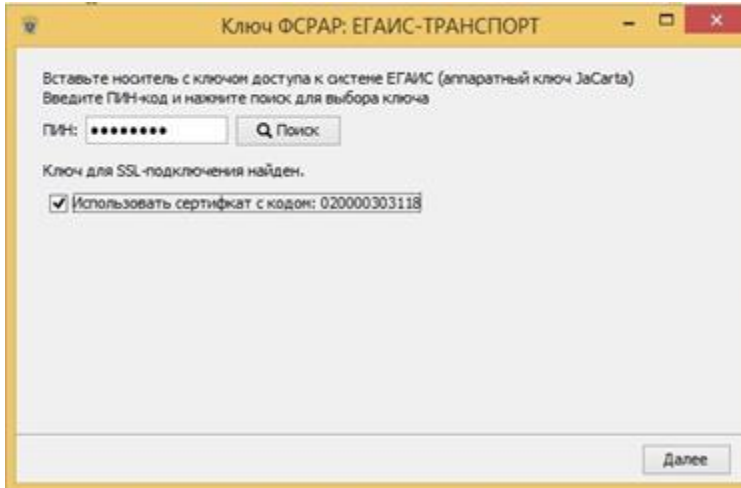 Ключ ФСРАР: ЕГАИС-ТРАНСПОРТ
Вставьте носитель с ключом доступа к системе ЕГАИС (аппаратный ключ JaCarta)
Введите ПИН-код и нажмите поиск для выбора ключа
ПИН: ●●●●●●●● Поиск
Ключ для SSL-подключения найден.
Использовать сертифкат с кодом: 020000303118
Далее